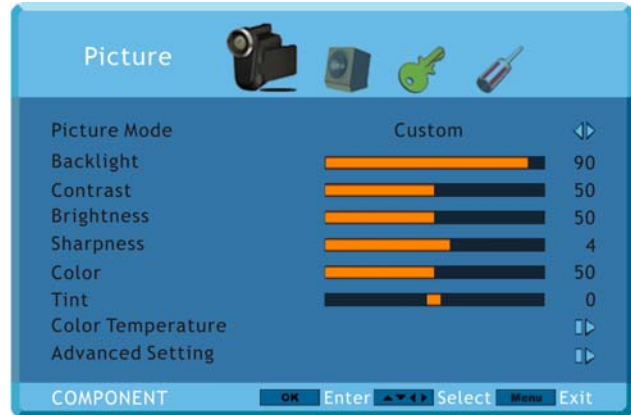 Picture
Picture Mode Custom
Backlight 90
Contrast 50
Brightness 50
Sharpness 4
Color 50
Tint 0
Color Temperature
Advanced Setting
COMPONENT OK Enter Select Menu Exit